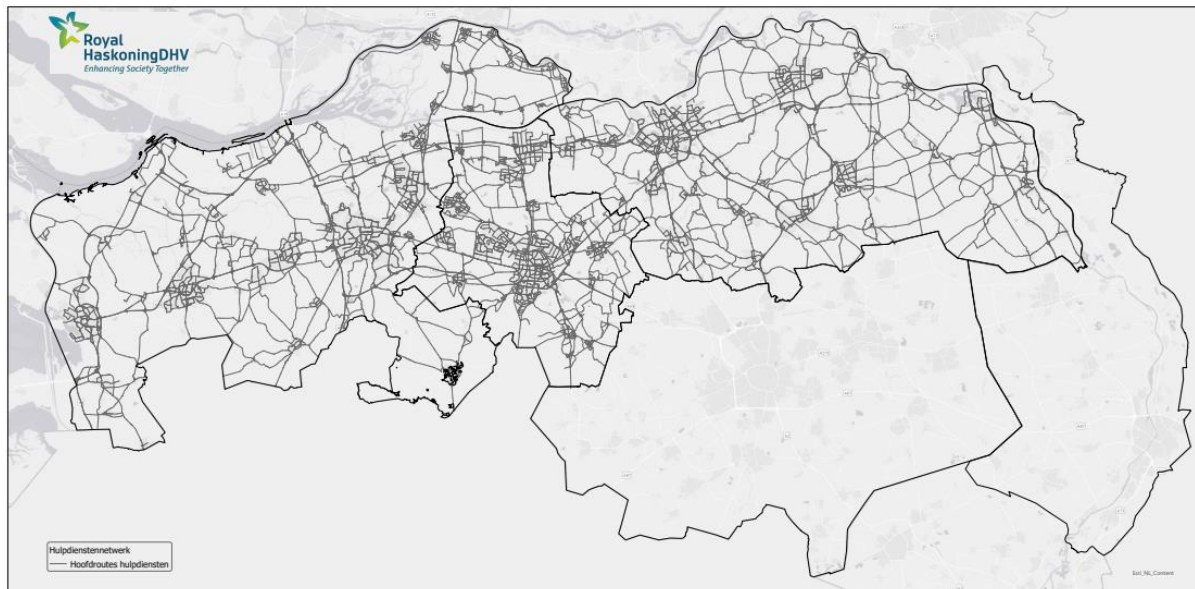 Royal
HaskoningDHV
Enhancing Society Together
Hulpdienstennetwerk
Hoofdroutes hulpdiensten
Esri_NL_Content